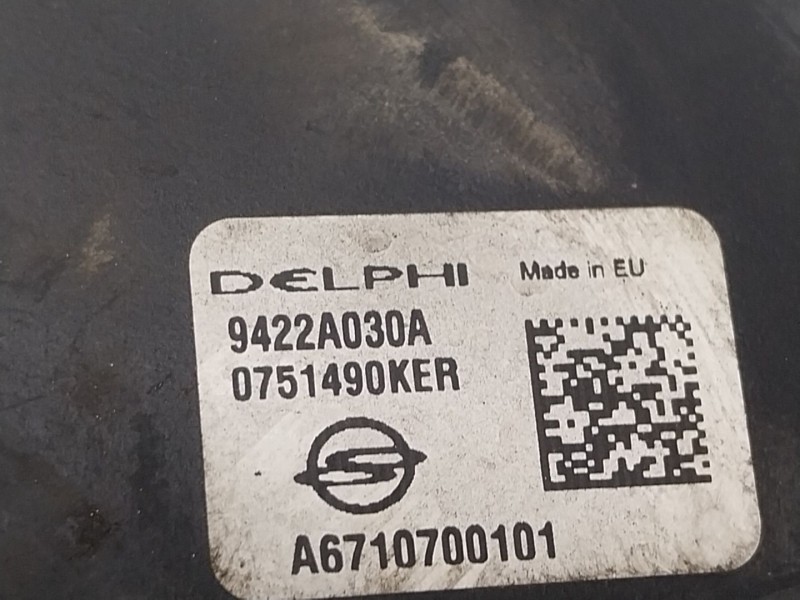 DELPHI Made in EU
9422A030A
0751490KER
A6710700101